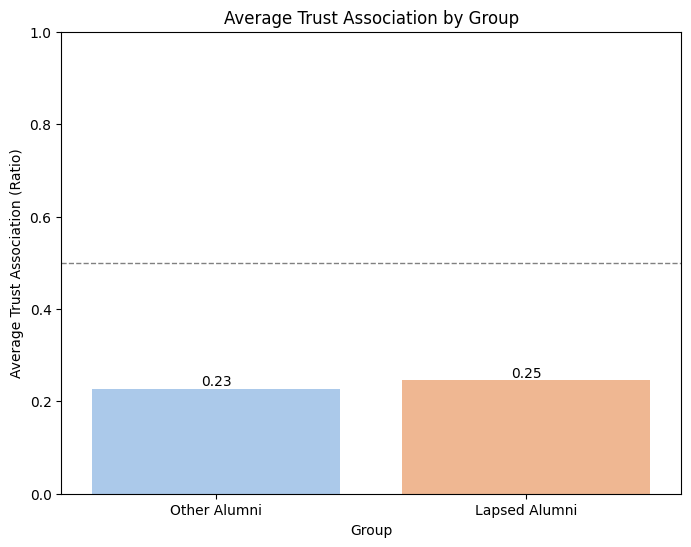 Average Trust Association by Group
Average Trust Association (Ratio)
1.0
0.8
0.6
0.4
0.2
0.0
0.23
0.25
Other Alumni
Lapsed Alumni
Group